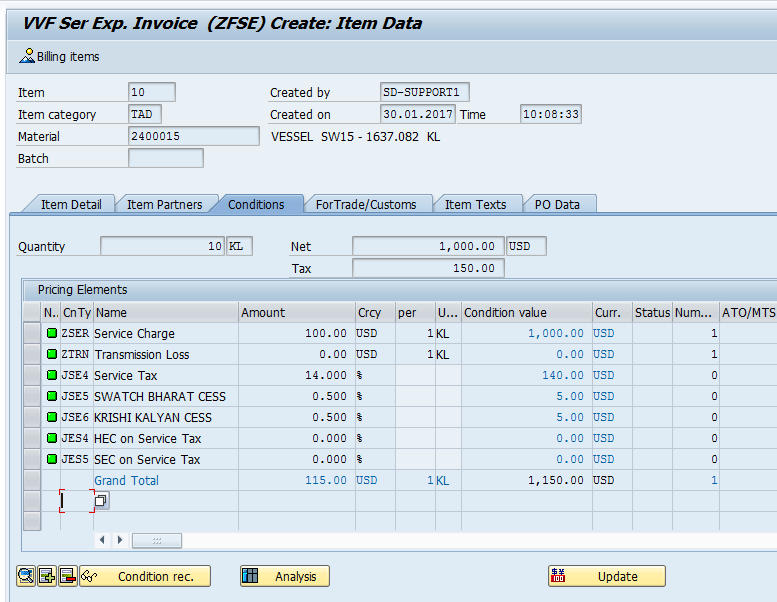 VVF Ser Exp. Invoice (ZFSE) Create: Item Data
Billing items
Item 10 Created by SD-SUPPORT1
Item category TAD Created on 30.01.2017 Time 10:08:33
Material 2400015 VESSEL SW15 - 1637.082 KL
Batch
Item Detail Item Partners Conditions ForTrade/Customs Item Texts PO Data
Quantity 10 KL Net 1,000.00 USD
Tax 150.00
Pricing Elements
N.. CnTy Name Amount Crcy per U... Condition value Curr. Status Num... ATO/MTS
ZSER Service Charge 100.00 USD 1 KL 1,000.00 USD 1
ZTRN Transmission Loss 0.00 USD 1 KL 0.00 USD 1
JSE4 Service Tax 14.000 % 140.00 USD 0
JSE5 SWATCH BHARAT CESS 0.500 % 5.00 USD 0
JSE6 KRISHI KALYAN CESS 0.500 % 5.00 USD 0
JES4 HEC on Service Tax 0.000 % 0.00 USD 0
JES5 SEC on Service Tax 0.000 % 0.00 USD 0
Grand Total 115.00 USD 1 KL 1,150.00 USD 1
Condition rec. Analysis Update